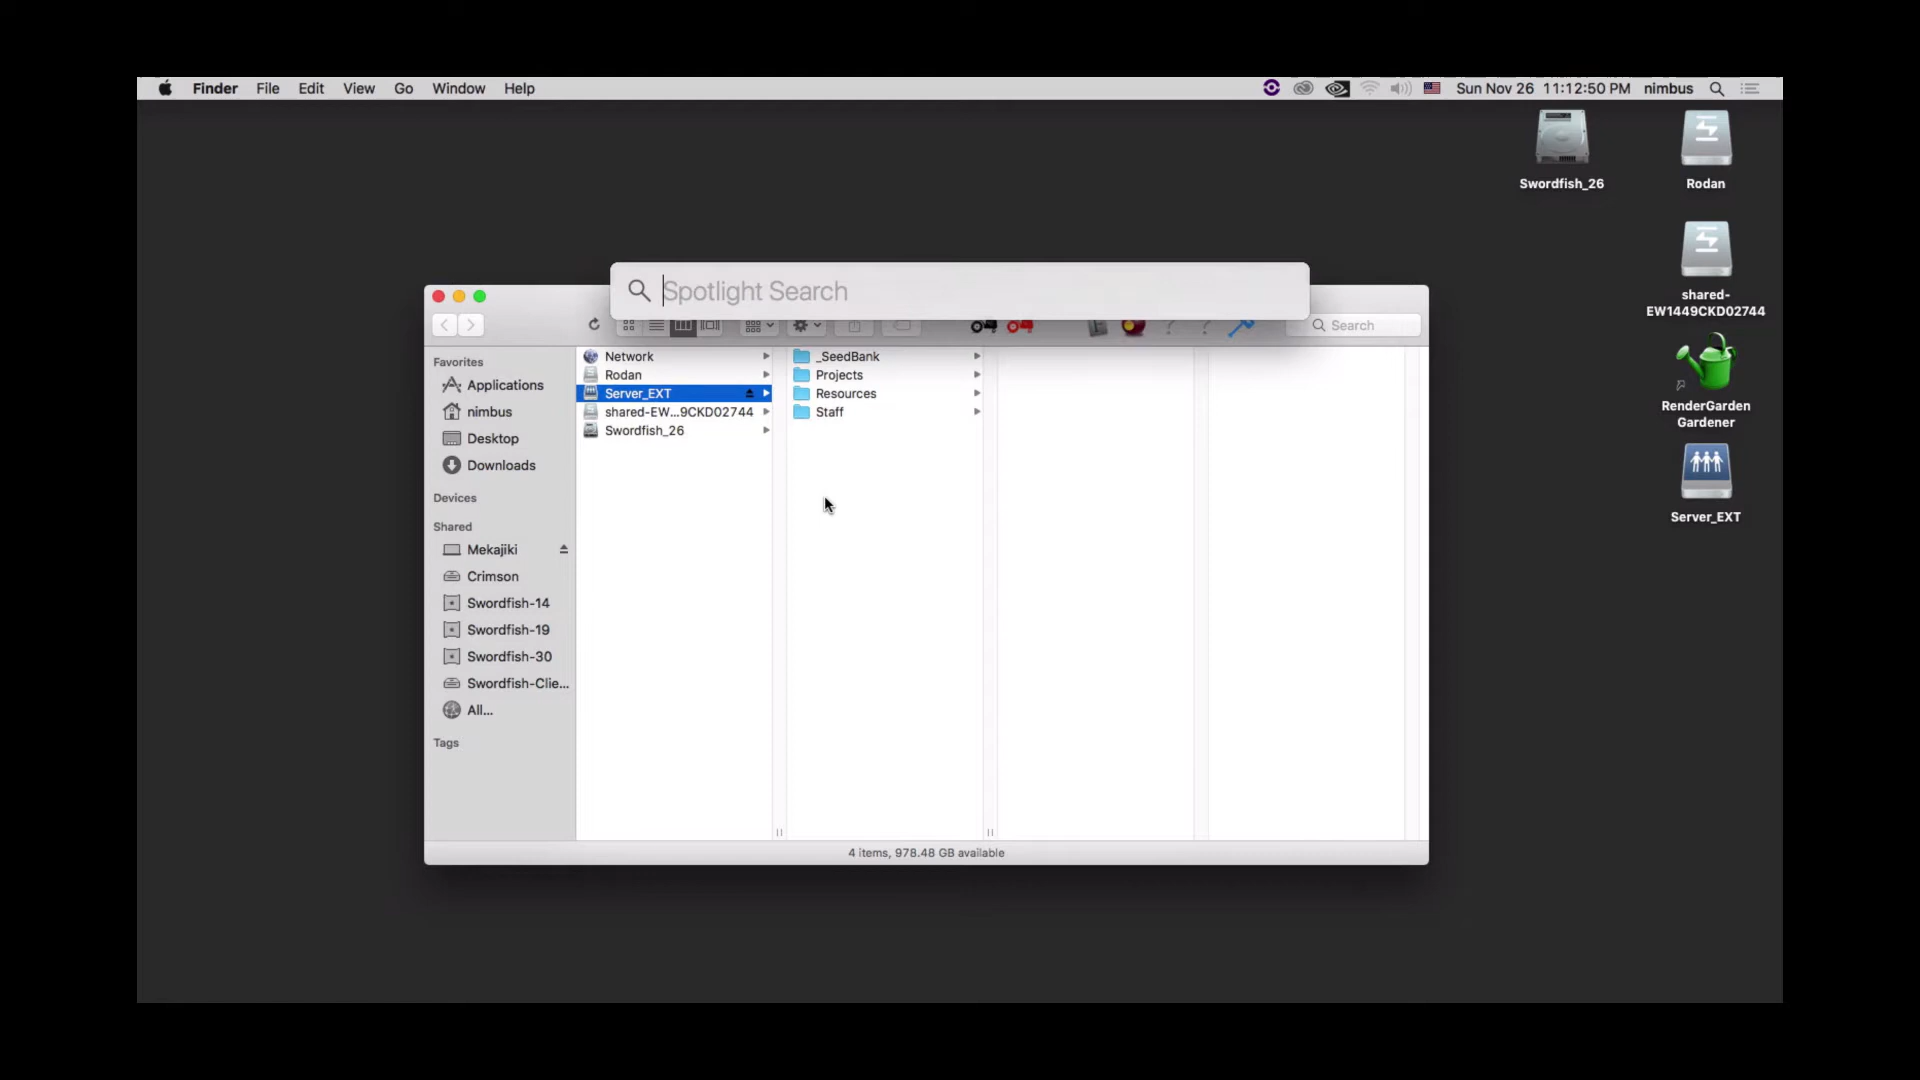 Finder File Edit View Go Window Help
Sun Nov 26 11:12:50 PM nimbus
Swordfish_26
Rodan
shared-
EW1449CKD02744
RenderGarden
Gardener
Server_EXT
Spotlight Search
Search
Favorites
Applications
nimbus
Desktop
Downloads
Devices
Shared
Mekajiki
Crimson
Swordfish-14
Swordfish-19
Swordfish-30
Swordfish-Clie...
All...
Tags
Network
Rodan
Server_EXT
shared-EW...9CKD02744
Swordfish_26
_SeedBank
Projects
Resources
Staff
4 items, 978.48 GB available